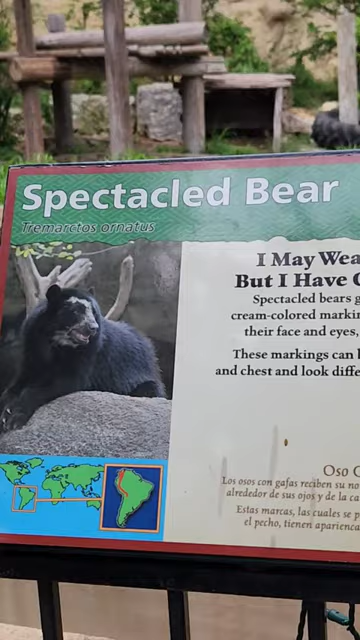 Spectacled Bear
Tremarctos ornatus
I May Wea
But I Have
Spectacled bears g
cream-colored markin
their face and eyes,
These markings can
and chest and look diffe
Oso
Los osos con gafas reciben su no
alrededor de sus ojos y de la ca
Estas marcas, las cuales se p
el pecho, tienen aparienc